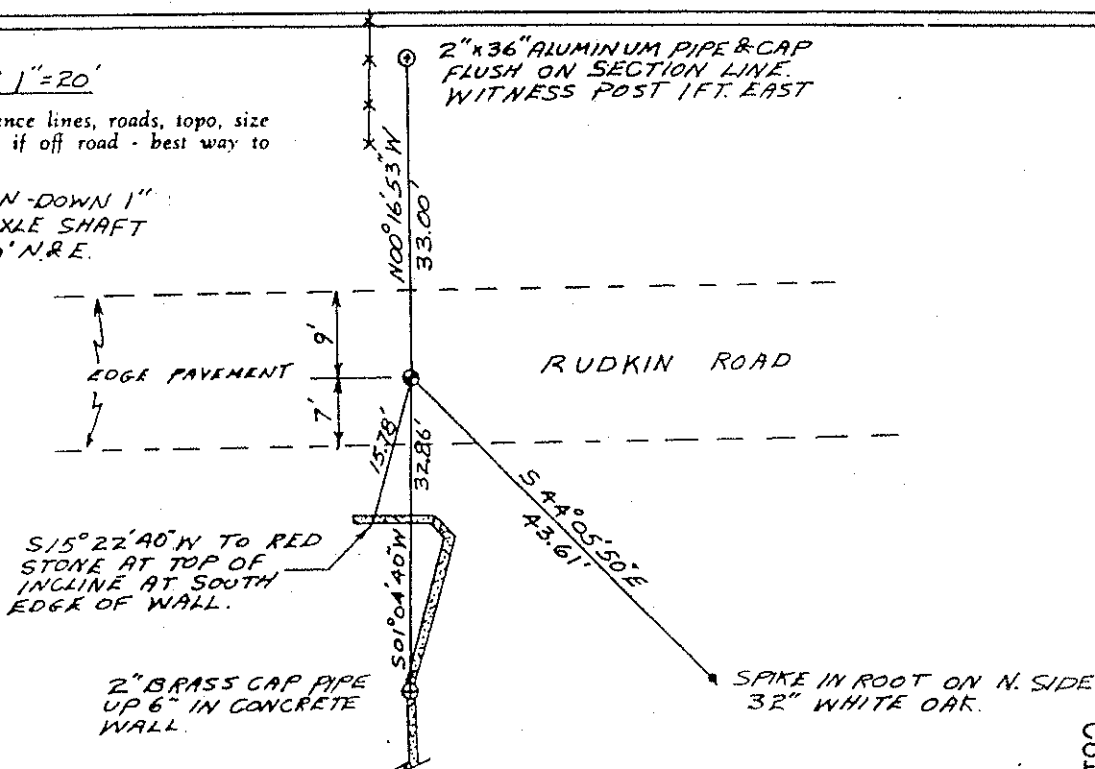 1"=20'
ence lines, roads, topo, size
if off road - best way to
N-DOWN 1"
XLE SHAFT
' N.&E.
2"x36" ALUMINUM PIPE & CAP
FLUSH ON SECTION LINE.
WITNESS POST 1FT. EAST
N00°16'53"W
33.00'
9'
EDGE PAVEMENT
7'
RUDKIN ROAD
15.78'
32.86'
S 44°05'50"E
43.61'
S15°22'40"W TO RED
STONE AT TOP OF
INCLINE AT SOUTH
EDGE OF WALL.
S01°04'40"W
2" BRASS CAP PIPE
UP 6" IN CONCRETE
WALL.
SPIKE IN ROOT ON N. SIDE
32" WHITE OAK.